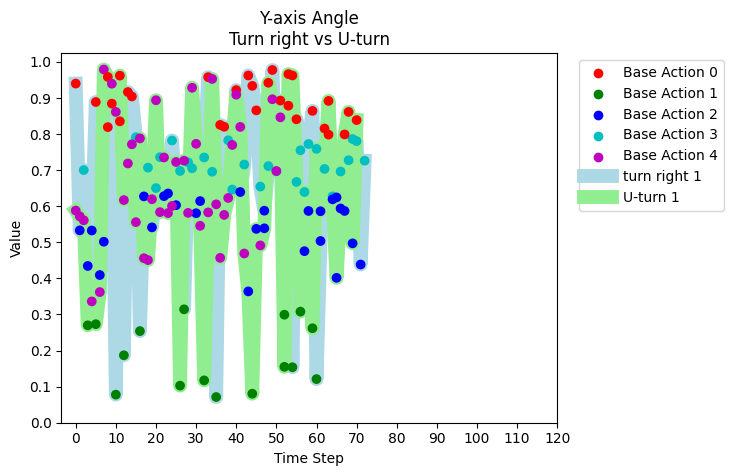 Y-axis Angle
Turn right vs U-turn
1.0
0.9
0.8
0.7
0.6
0.5
0.4
0.3
0.2
0.1
0.0
Value
0 10 20 30 40 50 60 70 80 90 100 110 120
Time Step
Base Action 0
Base Action 1
Base Action 2
Base Action 3
Base Action 4
turn right 1
U-turn 1